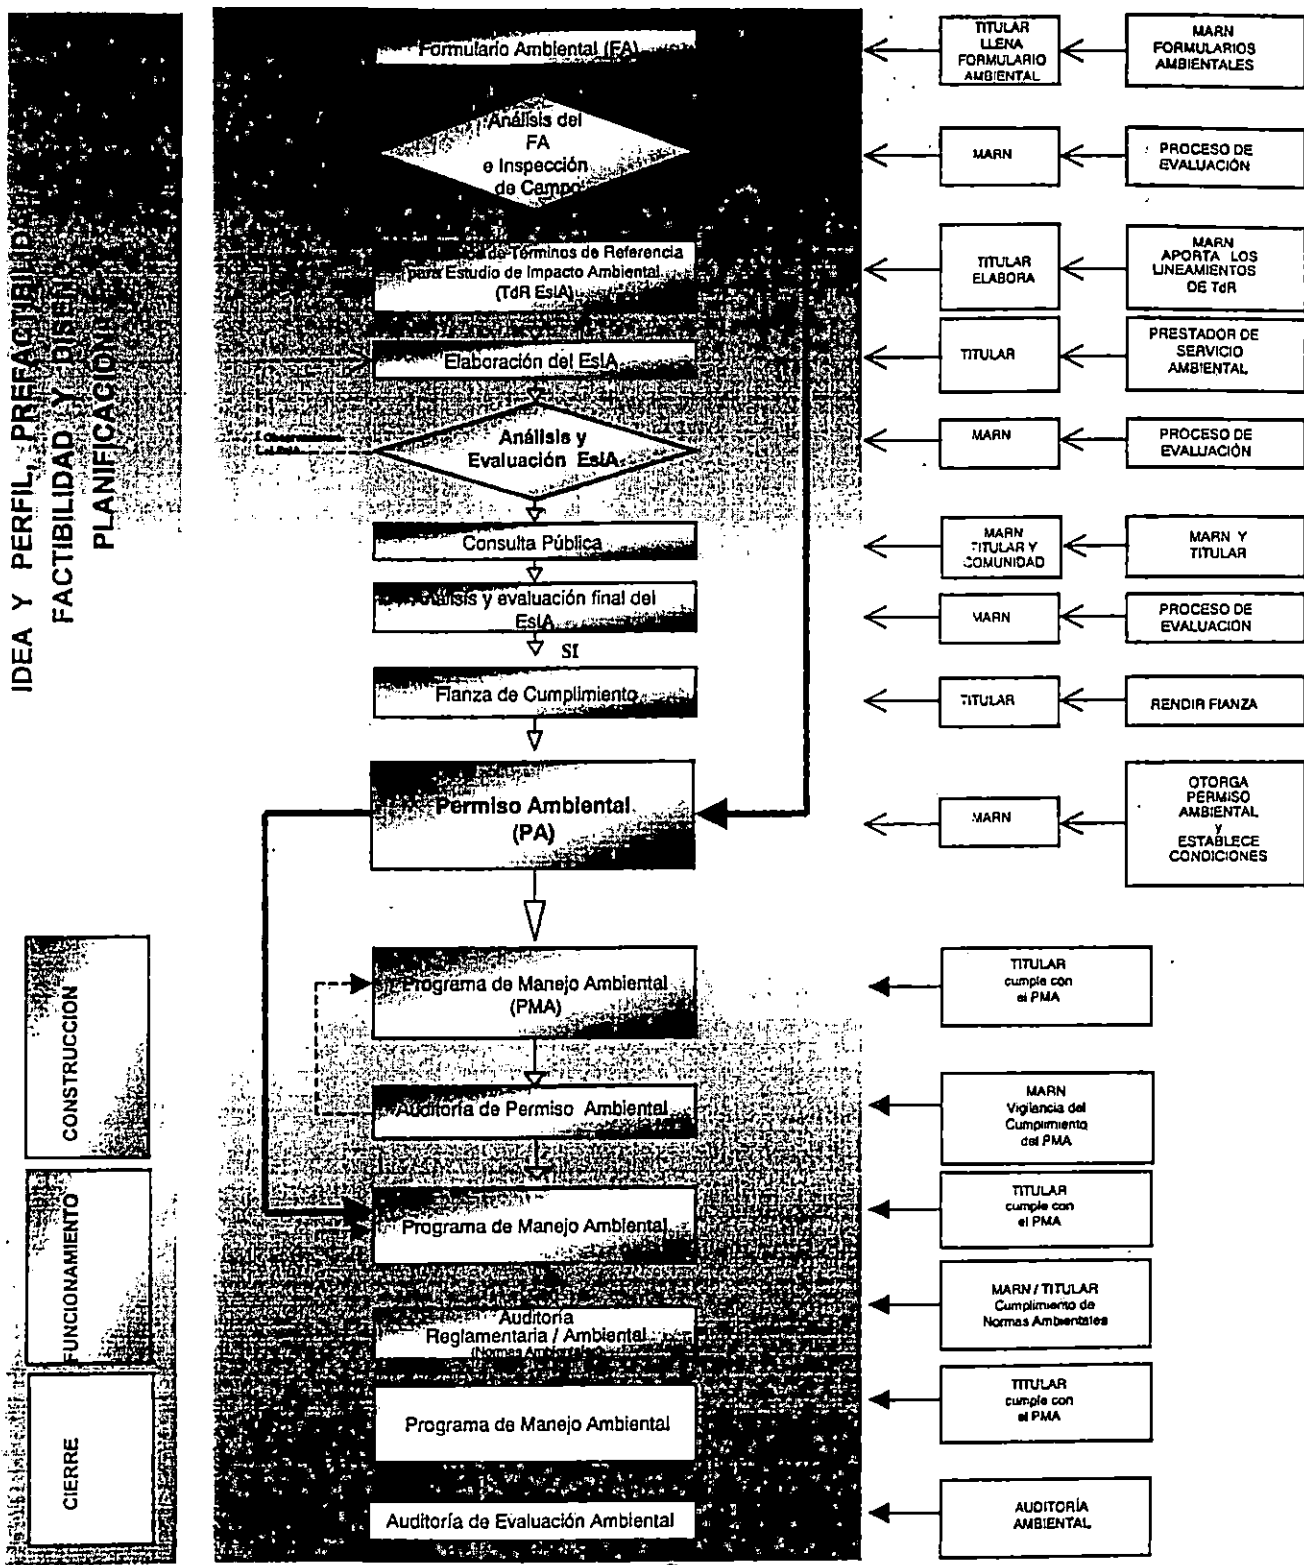 IDEA Y PERFIL, PREFACTIBILIDAD
FACTIBILIDAD Y DISEÑO
PLANIFICACION
CONSTRUCCION
FUNCIONAMIENTO
CIERRE
Formulario Ambiental (FA)
Análisis del
FA
e Inspección
de Campo
de Términos de Referencia
para Estudio de Impacto Ambiental
(TdR EsIA)
Elaboración del EsIA
Observaciones
Análisis y
Evaluación EsIA
Consulta Pública
Análisis y evaluación final del
EsIA
SI
Fianza de Cumplimiento
Permiso Ambiental
(PA)
Programa de Manejo Ambiental
(PMA)
Auditoría de Permiso Ambiental
Programa de Manejo Ambiental
Auditoría
Reglamentaria / Ambiental
(Normas Ambientales)
Programa de Manejo Ambiental
Auditoría de Evaluación Ambiental
TITULAR
LLENA
FORMULARIO
AMBIENTAL
MARN
FORMULARIOS
AMBIENTALES
MARN
PROCESO DE
EVALUACIÓN
TITULAR
ELABORA
MARN
APORTA LOS
LINEAMIENTOS
DE TdR
TITULAR
PRESTADOR DE
SERVICIO
AMBIENTAL
MARN
PROCESO DE
EVALUACIÓN
MARN
TITULAR Y
COMUNIDAD
MARN Y
TITULAR
MARN
PROCESO DE
EVALUACIÓN
TITULAR
RENDIR FIANZA
MARN
OTORGA
PERMISO
AMBIENTAL
y
ESTABLECE
CONDICIONES
TITULAR
cumple con
el PMA
MARN
Vigilancia del
Cumplimiento
del PMA
TITULAR
cumple con
el PMA
MARN / TITULAR
Cumplimiento de
Normas Ambientales
TITULAR
cumple con
el PMA
AUDITORÍA
AMBIENTAL